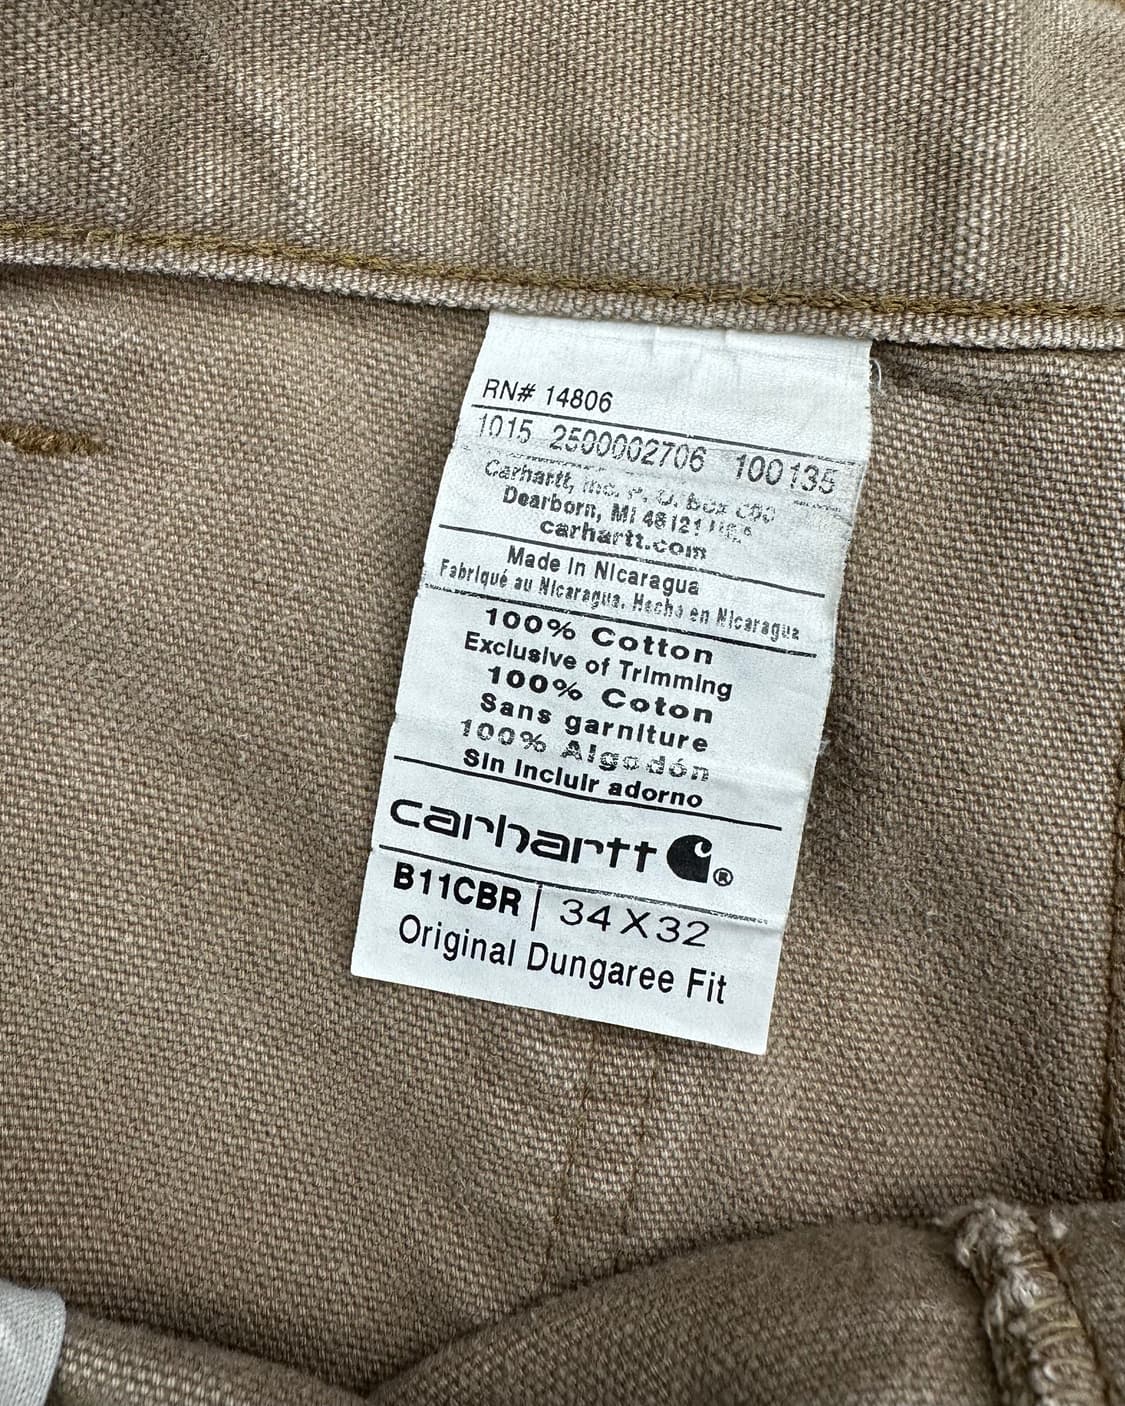 RN# 14806
1015 2500002706 100135
Carhartt, Inc. P. O. Box
Dearborn, MI 48121 USA
carhartt.com
Made In Nicaragua
Fabriqué au Nicaragua. Hecho en Nicaragua
100% Cotton
Exclusive of Trimming
100% Coton
Sans garniture
100% Algodón
Sin incluir adorno
carhartt ®
B11CBR | 34X32
Original Dungaree Fit